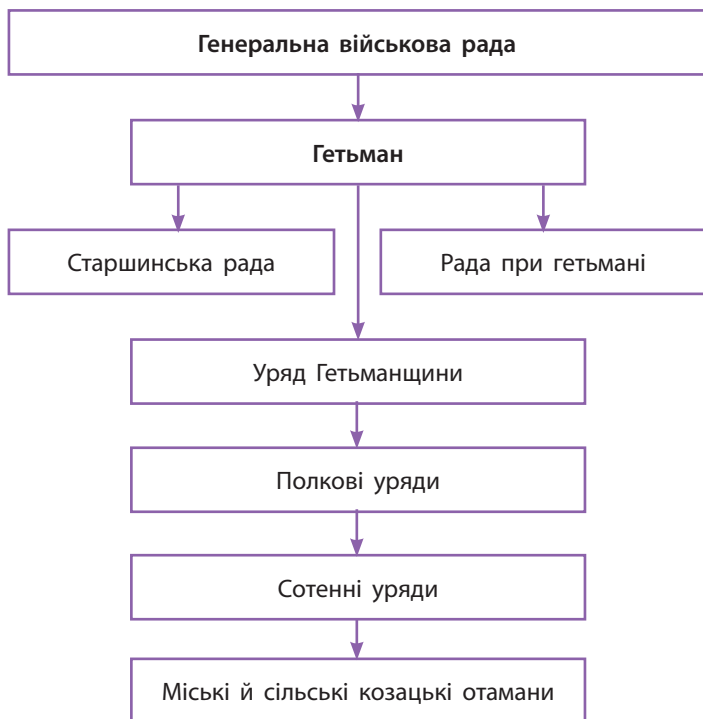 Генеральна військова рада
Гетьман
Старшинська рада
Рада при гетьмані
Уряд Гетьманщини
Полкові уряди
Сотенні уряди
Міські й сільські козацькі отамани